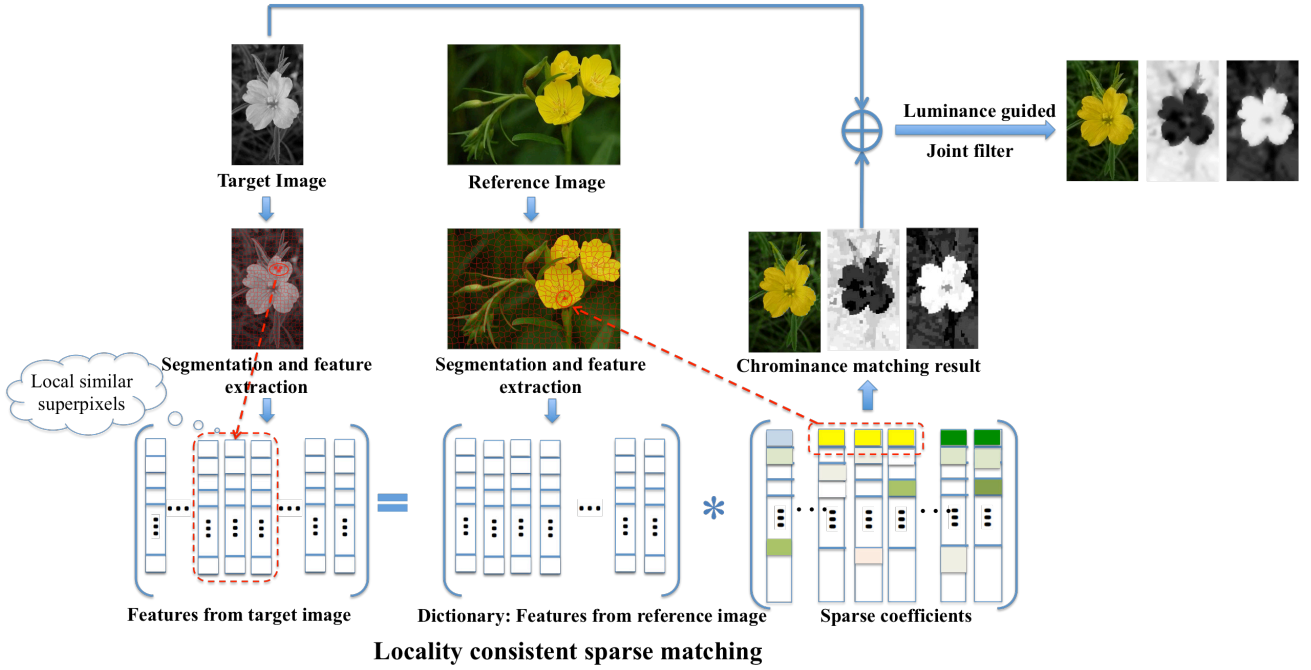 Luminance guided
Joint filter
Target Image
Reference Image
Segmentation and feature
extraction
Segmentation and feature
extraction
Chrominance matching result
Local similar
superpixels
Features from target image
Dictionary: Features from reference image
Sparse coefficients
Locality consistent sparse matching